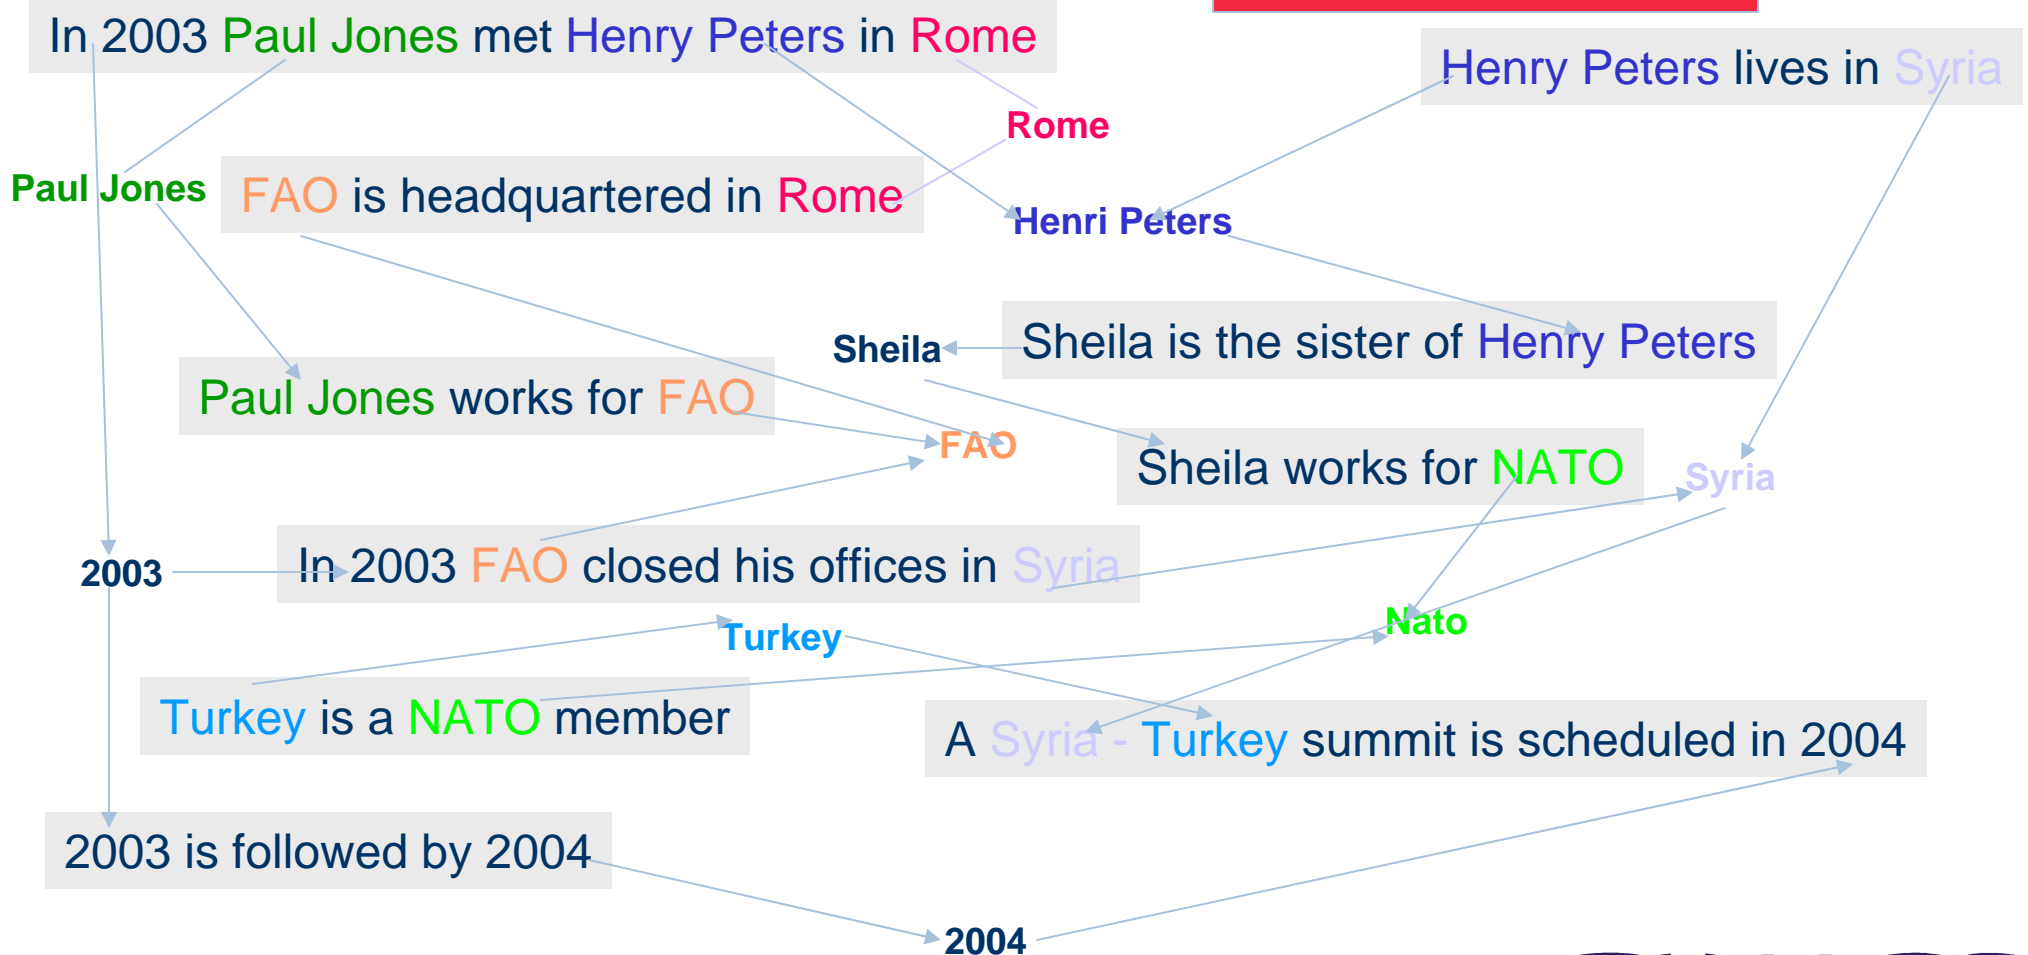 In 2003 Paul Jones met Henry Peters in Rome
Henry Peters lives in Syria
Rome
Paul Jones
FAO is headquartered in Rome
Henri Peters
Sheila
Sheila is the sister of Henry Peters
Paul Jones works for FAO
FAO
Sheila works for NATO
Syria
2003
In 2003 FAO closed his offices in Syria
Turkey
Nato
Turkey is a NATO member
A Syria - Turkey summit is scheduled in 2004
2003 is followed by 2004
2004